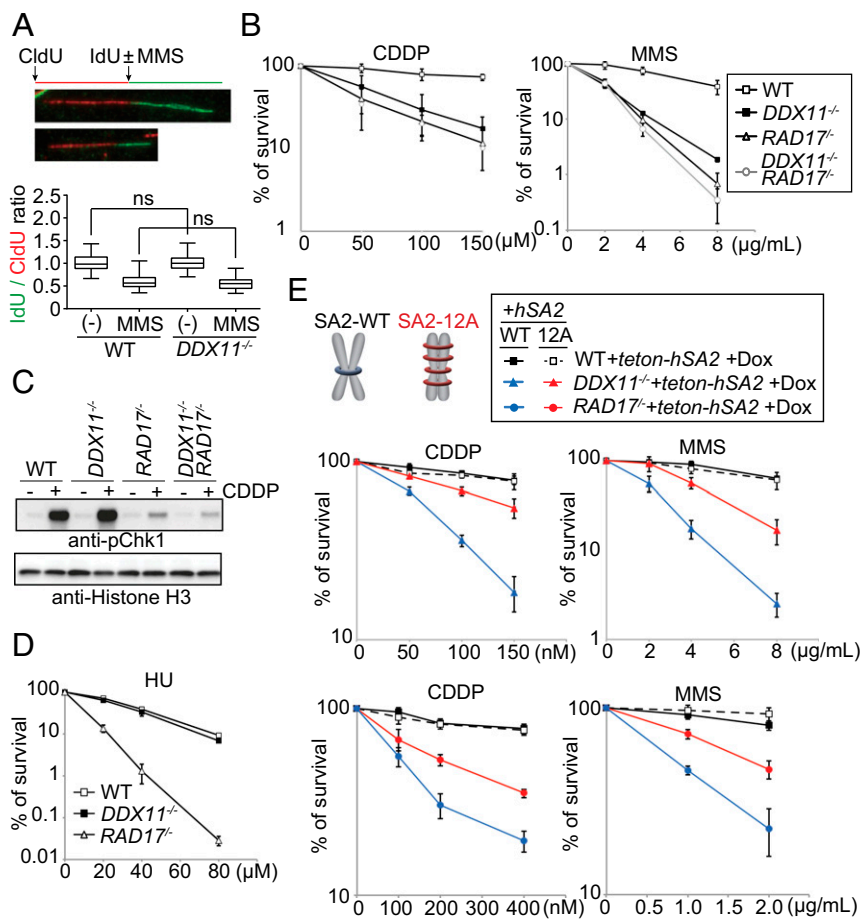 A
CldU
IdU±MMS
IdU / CldU ratio
2.5
2.0
1.5
1.0
0.5
0.0
ns
ns
(-) MMS (-) MMS
WT DDX11-/-
B
CDDP
% of survival
100
10
1
0 50 100 150 (µM)
MMS
% of survival
100
10
1
0.1
0 2 4 6 8 (µg/mL)
WT
DDX11-/-
RAD17-/-
DDX11-/-
RAD17-/-
C
WT
DDX11-/-
RAD17-/-
DDX11-/-
RAD17-/-
- + - + - + - + CDDP
anti-pChk1
anti-Histone H3
D
HU
% of survival
100
10
1
0.1
0.01
WT
DDX11-/-
RAD17-/-
0 20 40 60 80 (µM)
E
SA2-WT SA2-12A
+hSA2
WT 12A
WT+teton-hSA2 +Dox
DDX11-/-+teton-hSA2 +Dox
RAD17-/-+teton-hSA2 +Dox
CDDP
% of survival
100
10
0 50 100 150 (nM)
MMS
% of survival
100
10
1
0 2 4 6 8 (µg/mL)
CDDP
% of survival
100
10
0 100 200 300 400 (nM)
MMS
% of survival
100
10
0 0.5 1.0 1.5 2.0 (µg/mL)